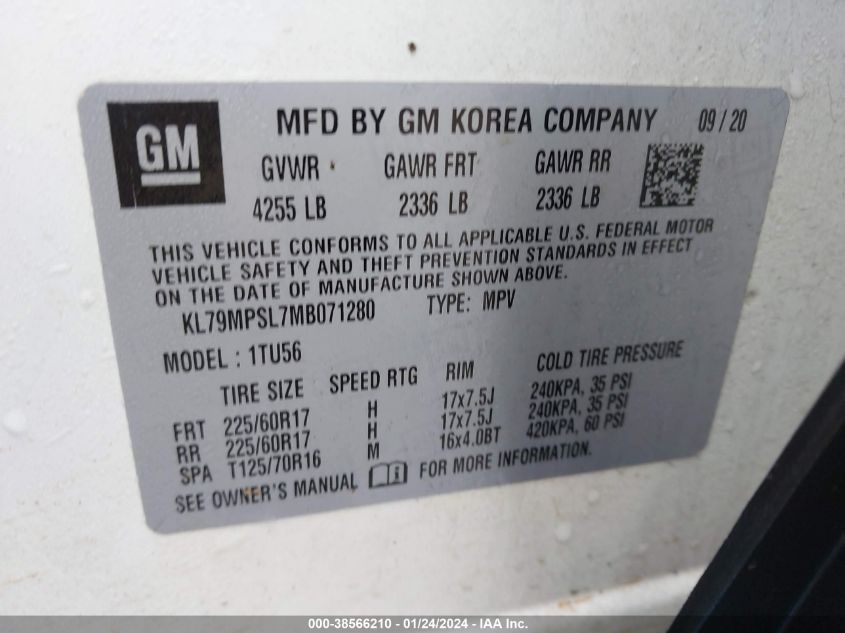 GM
MFD BY GM KOREA COMPANY 09/20
GVWR GAWR FRT GAWR RR
4255 LB 2336 LB 2336 LB
THIS VEHICLE CONFORMS TO ALL APPLICABLE U.S. FEDERAL MOTOR
VEHICLE SAFETY AND THEFT PREVENTION STANDARDS IN EFFECT
ON THE DATE OF MANUFACTURE SHOWN ABOVE.
KL79MPSL7MB071280 TYPE: MPV
MODEL : 1TU56
TIRE SIZE SPEED RTG RIM COLD TIRE PRESSURE
FRT 225/60R17 H 17x7.5J 240KPA, 35 PSI
RR 225/60R17 H 17x7.5J 240KPA, 35 PSI
SPA T125/70R16 M 16x4.0BT 420KPA, 60 PSI
SEE OWNER'S MANUAL FOR MORE INFORMATION.
000-38566210 - 01/24/2024 - IAA Inc.